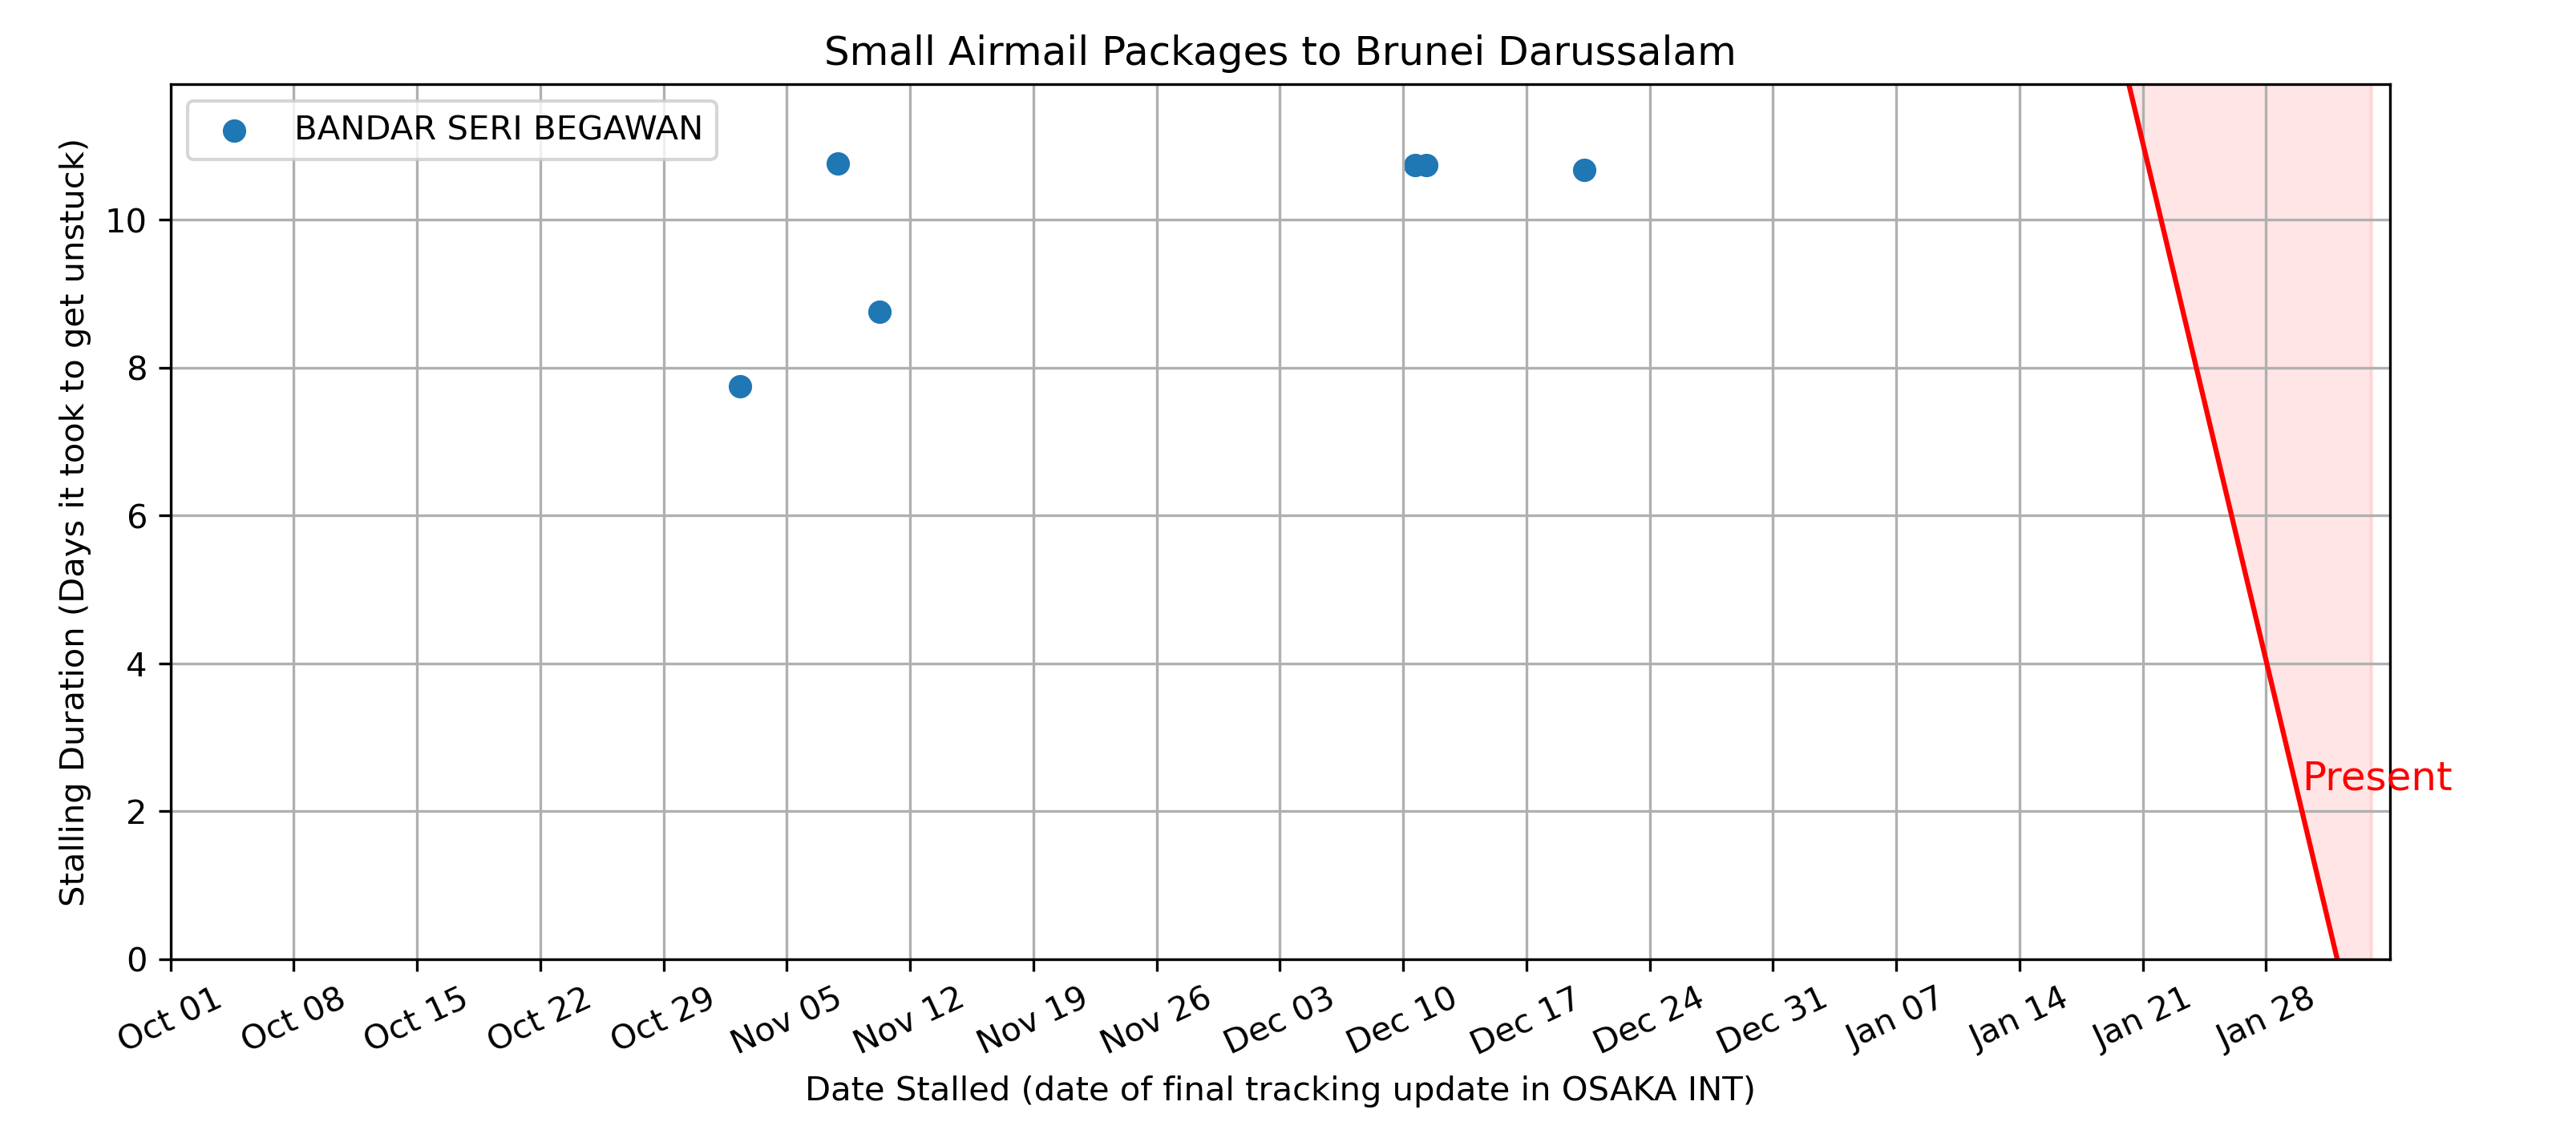 Small Airmail Packages to Brunei Darussalam
BANDAR SERI BEGAWAN
Stalling Duration (Days it took to get unstuck)
10
8
6
4
2
0
Present
Oct 01
Oct 08
Oct 15
Oct 22
Oct 29
Nov 05
Nov 12
Nov 19
Nov 26
Dec 03
Dec 10
Dec 17
Dec 24
Dec 31
Jan 07
Jan 14
Jan 21
Jan 28
Date Stalled (date of final tracking update in OSAKA INT)